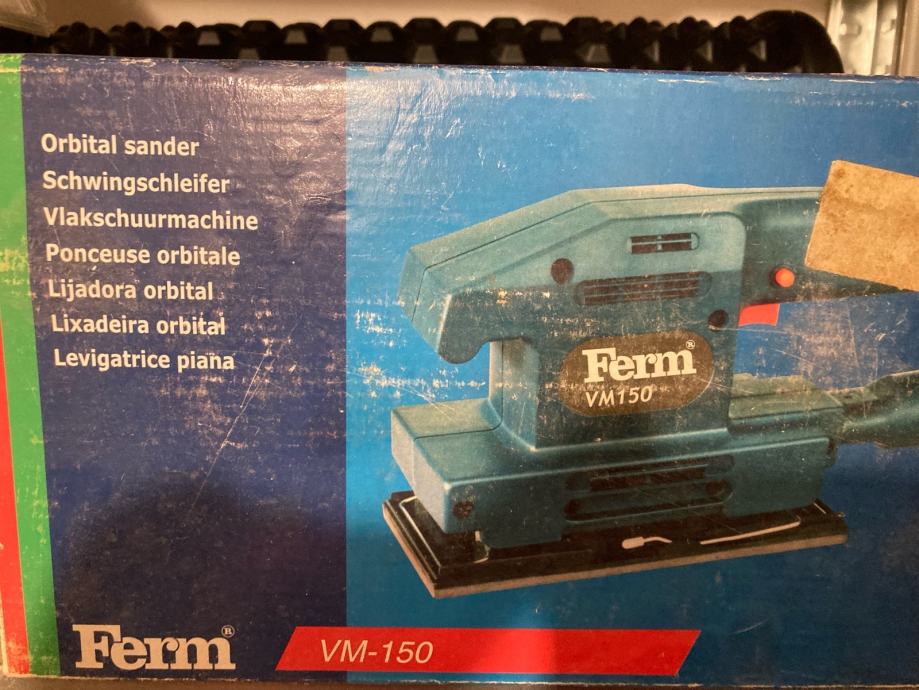 Orbital sander
Schwingschleifer
Vlakschuurmachine
Ponceuse orbitale
Lijadora orbital
Lixadeira orbital
Levigatrice piana
Ferm®
VM150
Ferm®
VM-150